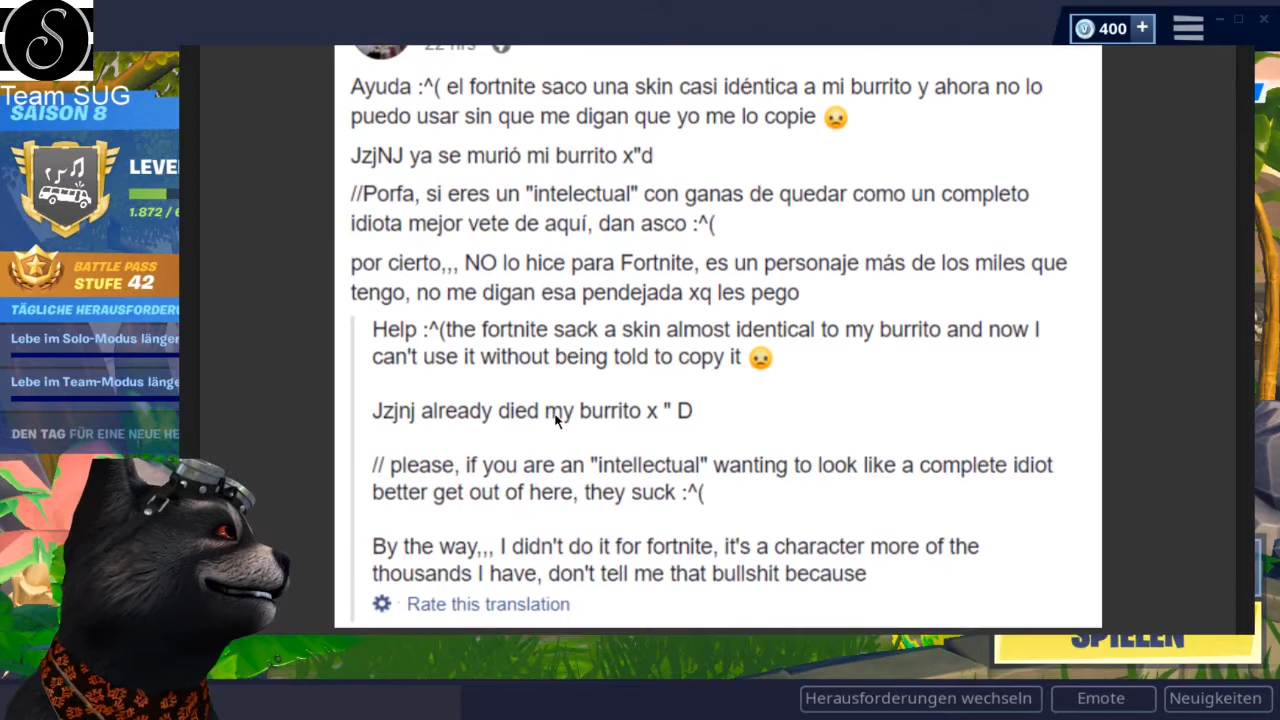 S
Team SUG
SAISON 8
LEVE
1.872 / 6
BATTLE PASS
STUFE 42
TÄGLICHE HERAUSFORDER
Lebe im Solo-Modus länger
Lebe im Team-Modus länge
DEN TAG FÜR EINE NEUE HE
V 400 +
22 hrs
Ayuda :^( el fortnite saco una skin casi idéntica a mi burrito y ahora no lo
puedo usar sin que me digan que yo me lo copie 😞
JzjNJ ya se murió mi burrito x"d
//Porfa, si eres un "intelectual" con ganas de quedar como un completo
idiota mejor vete de aquí, dan asco :^(
por cierto,,, NO lo hice para Fortnite, es un personaje más de los miles que
tengo, no me digan esa pendejada xq les pego
Help :^(the fortnite sack a skin almost identical to my burrito and now I
can't use it without being told to copy it 😞
Jzjnj already died my burrito x " D
// please, if you are an "intellectual" wanting to look like a complete idiot
better get out of here, they suck :^(
By the way,,, I didn't do it for fortnite, it's a character more of the
thousands I have, don't tell me that bullshit because
· Rate this translation
SPIELEN
Herausforderungen wechseln
Emote
Neuigkeiten